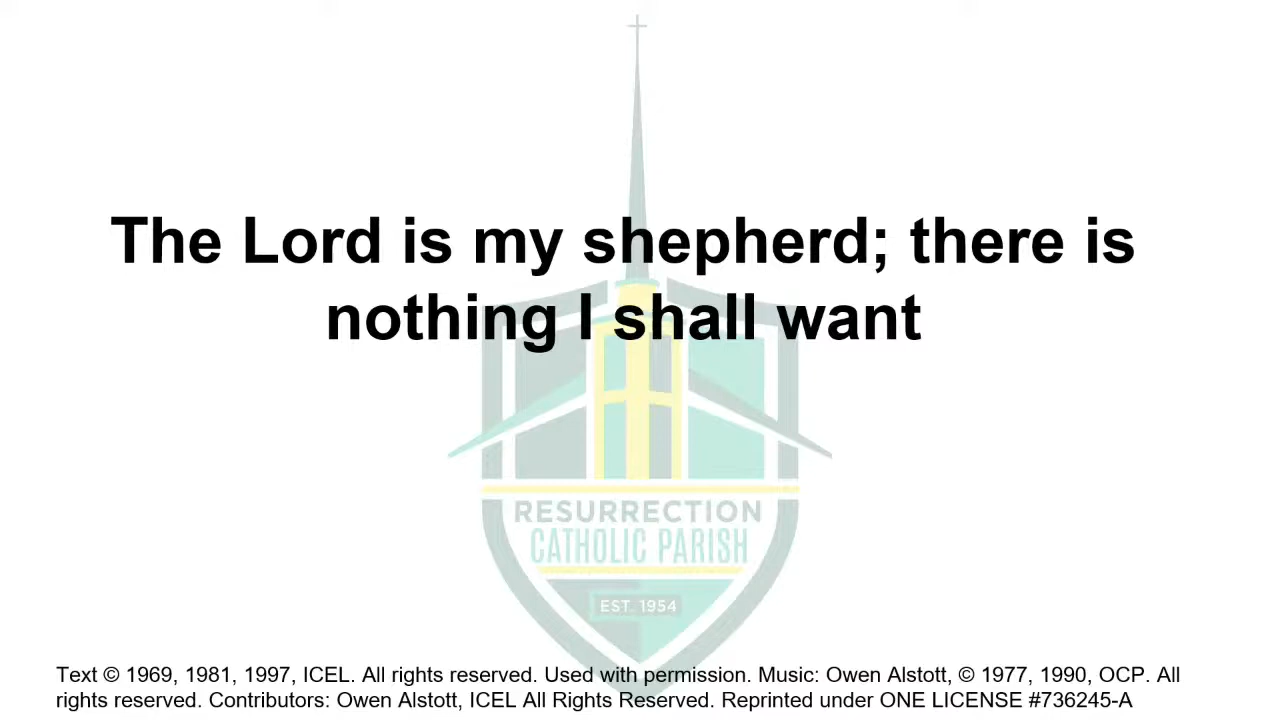 The Lord is my shepherd; there is
nothing I shall want
RESURRECTION
CATHOLIC PARISH
EST. 1954
Text © 1969, 1981, 1997, ICEL. All rights reserved. Used with permission. Music: Owen Alstott, © 1977, 1990, OCP. All
rights reserved. Contributors: Owen Alstott, ICEL All Rights Reserved. Reprinted under ONE LICENSE #736245-A